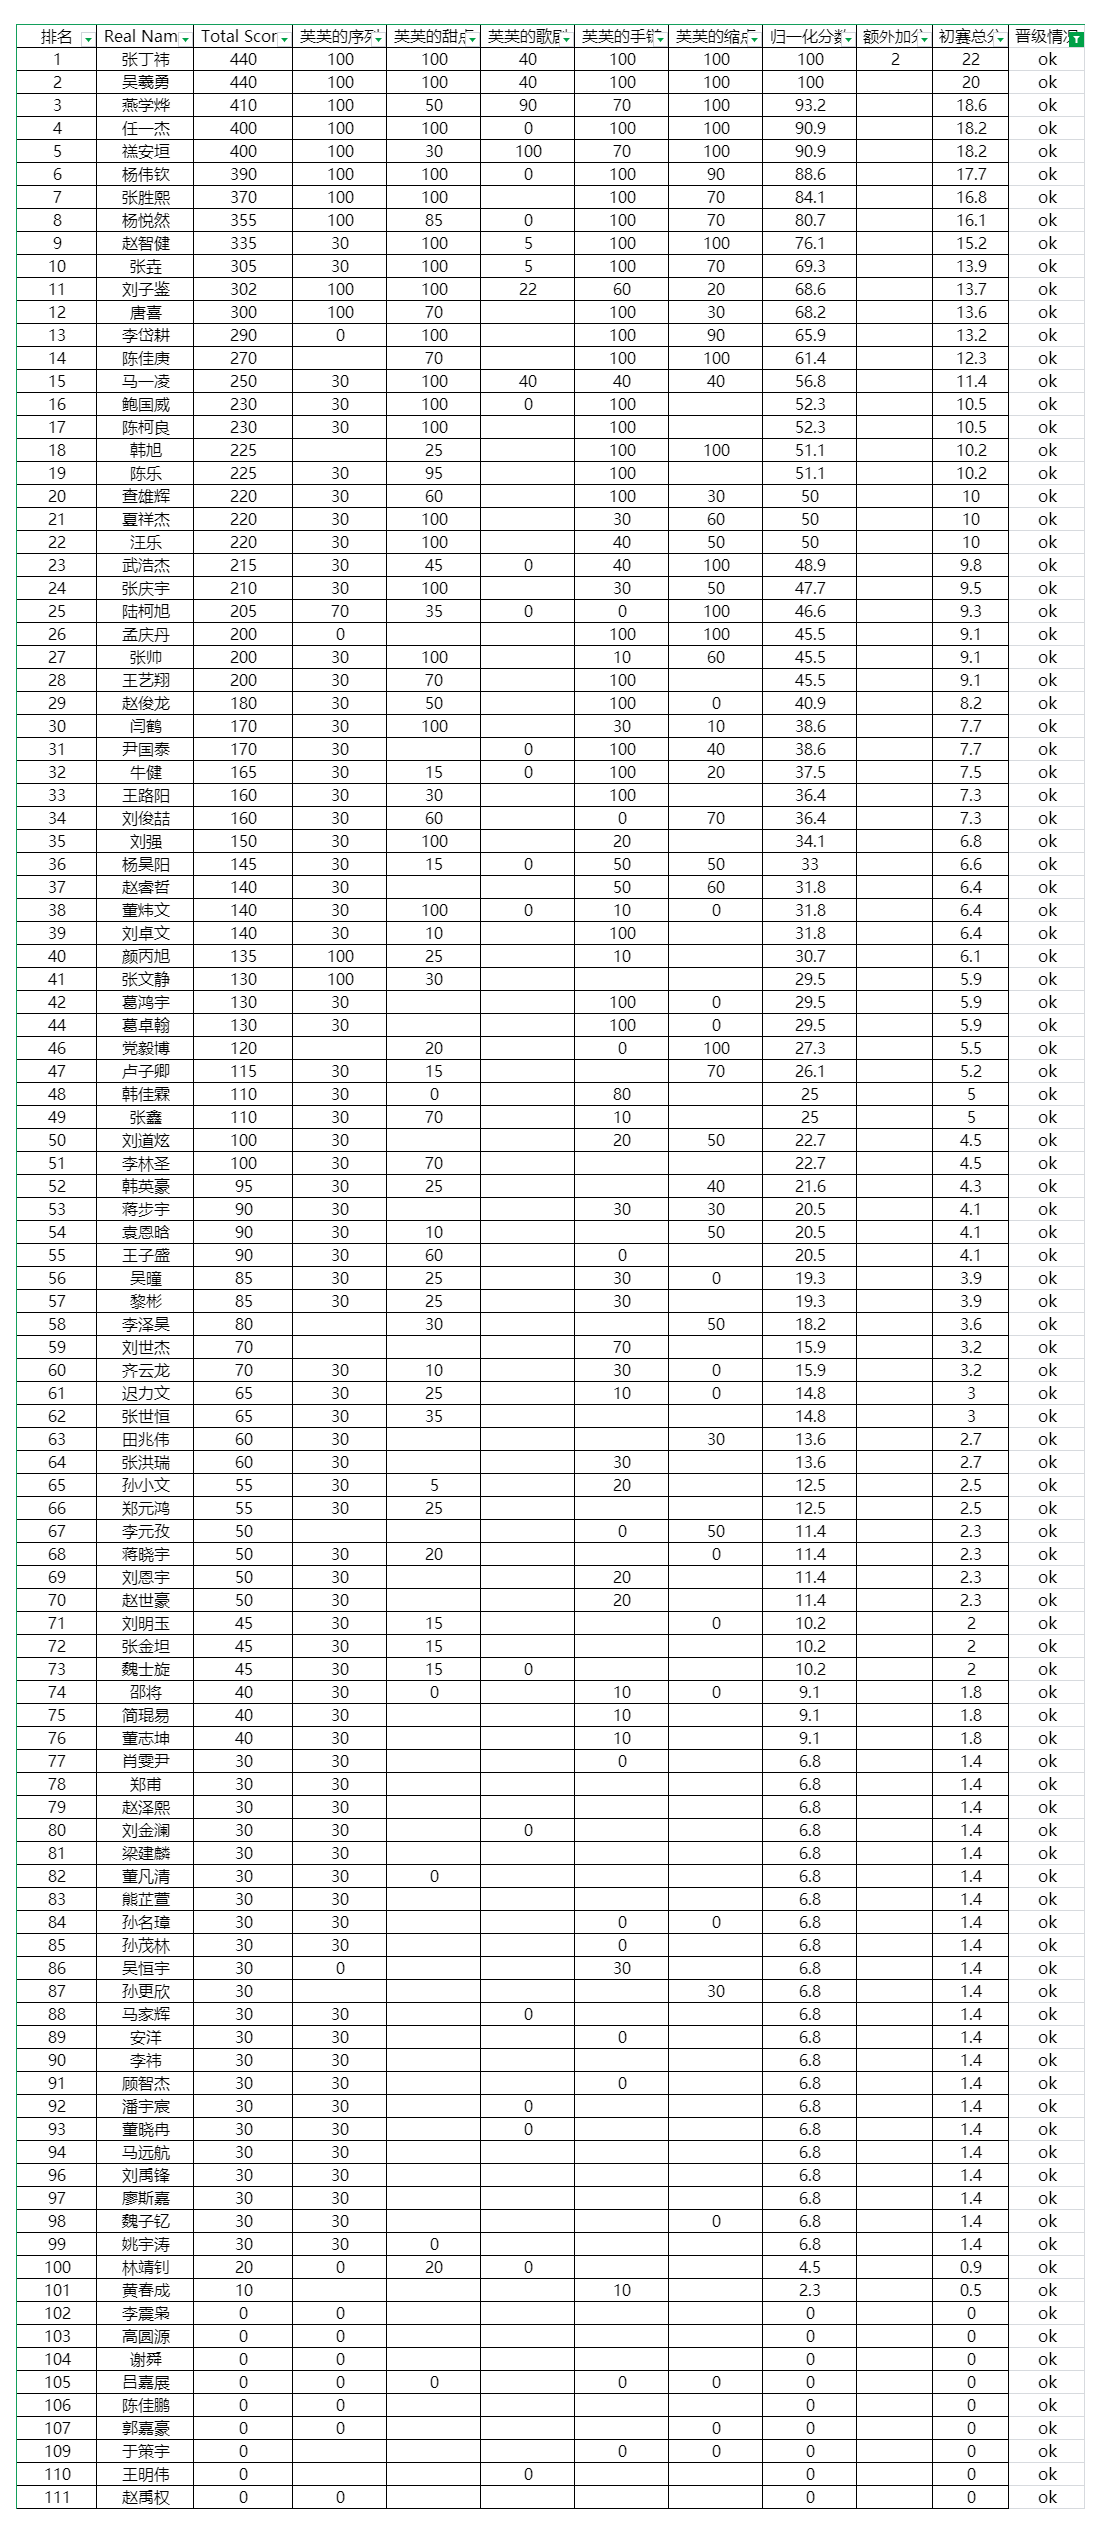 排名 Real Nam Total Scor 芙芙的序列 芙芙的甜点 芙芙的歌剧 芙芙的手链 芙芙的缩点 归一化分数 额外加分 初赛总分 晋级情况
1 张丁祎 440 100 100 40 100 100 100 2 22 ok
2 吴羲勇 440 100 100 40 100 100 100 20 ok
3 燕学烨 410 100 50 90 70 100 93.2 18.6 ok
4 任一杰 400 100 100 0 100 100 90.9 18.2 ok
5 禚安垣 400 100 30 100 70 100 90.9 18.2 ok
6 杨伟钦 390 100 100 0 100 90 88.6 17.7 ok
7 张胜熙 370 100 100 100 70 84.1 16.8 ok
8 杨悦然 355 100 85 0 100 70 80.7 16.1 ok
9 赵智健 335 30 100 5 100 100 76.1 15.2 ok
10 张垚 305 30 100 5 100 70 69.3 13.9 ok
11 刘子鉴 302 100 100 22 60 20 68.6 13.7 ok
12 唐喜 300 100 70 100 30 68.2 13.6 ok
13 李岱耕 290 0 100 100 90 65.9 13.2 ok
14 陈佳庚 270 70 100 100 61.4 12.3 ok
15 马一凌 250 30 100 40 40 40 56.8 11.4 ok
16 鲍国威 230 30 100 0 100 52.3 10.5 ok
17 陈柯良 230 30 100 100 52.3 10.5 ok
18 韩旭 225 25 100 100 51.1 10.2 ok
19 陈乐 225 30 95 100 51.1 10.2 ok
20 查雄辉 220 30 60 100 30 50 10 ok
21 夏祥杰 220 30 100 30 60 50 10 ok
22 汪乐 220 30 100 40 50 50 10 ok
23 武浩杰 215 30 45 0 40 100 48.9 9.8 ok
24 张庆宇 210 30 100 30 50 47.7 9.5 ok
25 陆柯旭 205 70 35 0 0 100 46.6 9.3 ok
26 孟庆丹 200 0 100 100 45.5 9.1 ok
27 张帅 200 30 100 10 60 45.5 9.1 ok
28 王艺翔 200 30 70 100 45.5 9.1 ok
29 赵俊龙 180 30 50 100 0 40.9 8.2 ok
30 闫鹤 170 30 100 30 10 38.6 7.7 ok
31 尹国泰 170 30 0 100 40 38.6 7.7 ok
32 牛健 165 30 15 0 100 20 37.5 7.5 ok
33 王路阳 160 30 30 100 36.4 7.3 ok
34 刘俊喆 160 30 60 0 70 36.4 7.3 ok
35 刘强 150 30 100 20 34.1 6.8 ok
36 杨昊阳 145 30 15 0 50 50 33 6.6 ok
37 赵睿哲 140 30 50 60 31.8 6.4 ok
38 董炜文 140 30 100 0 10 0 31.8 6.4 ok
39 刘卓文 140 30 10 100 31.8 6.4 ok
40 颜丙旭 135 100 25 10 30.7 6.1 ok
41 张文静 130 100 30 29.5 5.9 ok
42 葛鸿宇 130 30 100 0 29.5 5.9 ok
44 葛卓翰 130 30 100 0 29.5 5.9 ok
46 党毅博 120 20 0 100 27.3 5.5 ok
47 卢子卿 115 30 15 70 26.1 5.2 ok
48 韩佳霖 110 30 0 80 25 5 ok
49 张鑫 110 30 70 10 25 5 ok
50 刘道炫 100 30 20 50 22.7 4.5 ok
51 李林圣 100 30 70 22.7 4.5 ok
52 韩英豪 95 30 25 40 21.6 4.3 ok
53 蒋步宇 90 30 30 30 20.5 4.1 ok
54 袁恩晗 90 30 10 50 20.5 4.1 ok
55 王子盛 90 30 60 0 20.5 4.1 ok
56 吴曈 85 30 25 30 0 19.3 3.9 ok
57 黎彬 85 30 25 30 19.3 3.9 ok
58 李泽昊 80 30 50 18.2 3.6 ok
59 刘世杰 70 70 15.9 3.2 ok
60 齐云龙 70 30 10 30 0 15.9 3.2 ok
61 迟力文 65 30 25 10 0 14.8 3 ok
62 张世恒 65 30 35 14.8 3 ok
63 田兆伟 60 30 30 13.6 2.7 ok
64 张洪瑞 60 30 30 13.6 2.7 ok
65 孙小文 55 30 5 20 12.5 2.5 ok
66 郑元鸿 55 30 25 12.5 2.5 ok
67 李元孜 50 0 50 11.4 2.3 ok
68 蒋晓宇 50 30 20 0 11.4 2.3 ok
69 刘恩宇 50 30 20 11.4 2.3 ok
70 赵世豪 50 30 20 11.4 2.3 ok
71 刘明玉 45 30 15 0 10.2 2 ok
72 张金坦 45 30 15 10.2 2 ok
73 魏士旋 45 30 15 0 10.2 2 ok
74 邵将 40 30 0 10 0 9.1 1.8 ok
75 简琨易 40 30 10 9.1 1.8 ok
76 董志坤 40 30 10 9.1 1.8 ok
77 肖雯尹 30 30 0 6.8 1.4 ok
78 郑甫 30 30 6.8 1.4 ok
79 赵泽熙 30 30 6.8 1.4 ok
80 刘金澜 30 30 0 6.8 1.4 ok
81 梁建麟 30 30 6.8 1.4 ok
82 董凡清 30 30 0 6.8 1.4 ok
83 熊芷萱 30 30 6.8 1.4 ok
84 孙名璋 30 30 0 0 6.8 1.4 ok
85 孙茂林 30 30 0 6.8 1.4 ok
86 吴恒宇 30 0 30 6.8 1.4 ok
87 孙更欣 30 30 6.8 1.4 ok
88 马家辉 30 30 0 6.8 1.4 ok
89 安洋 30 30 0 6.8 1.4 ok
90 李祎 30 30 6.8 1.4 ok
91 顾智杰 30 30 0 6.8 1.4 ok
92 潘宇宸 30 30 0 6.8 1.4 ok
93 董晓冉 30 30 0 6.8 1.4 ok
94 马远航 30 30 6.8 1.4 ok
96 刘禹锋 30 30 6.8 1.4 ok
97 廖斯嘉 30 30 6.8 1.4 ok
98 魏子钇 30 30 0 6.8 1.4 ok
99 姚宇涛 30 30 0 6.8 1.4 ok
100 林靖钊 20 0 20 0 4.5 0.9 ok
101 黄春成 10 10 2.3 0.5 ok
102 李震枭 0 0 0 0 ok
103 高圆源 0 0 0 0 ok
104 谢舜 0 0 0 0 ok
105 吕嘉展 0 0 0 0 0 0 0 ok
106 陈佳鹏 0 0 0 0 ok
107 郭嘉豪 0 0 0 0 0 ok
109 于策宇 0 0 0 0 0 ok
110 王明伟 0 0 0 0 ok
111 赵禹权 0 0 0 0 ok